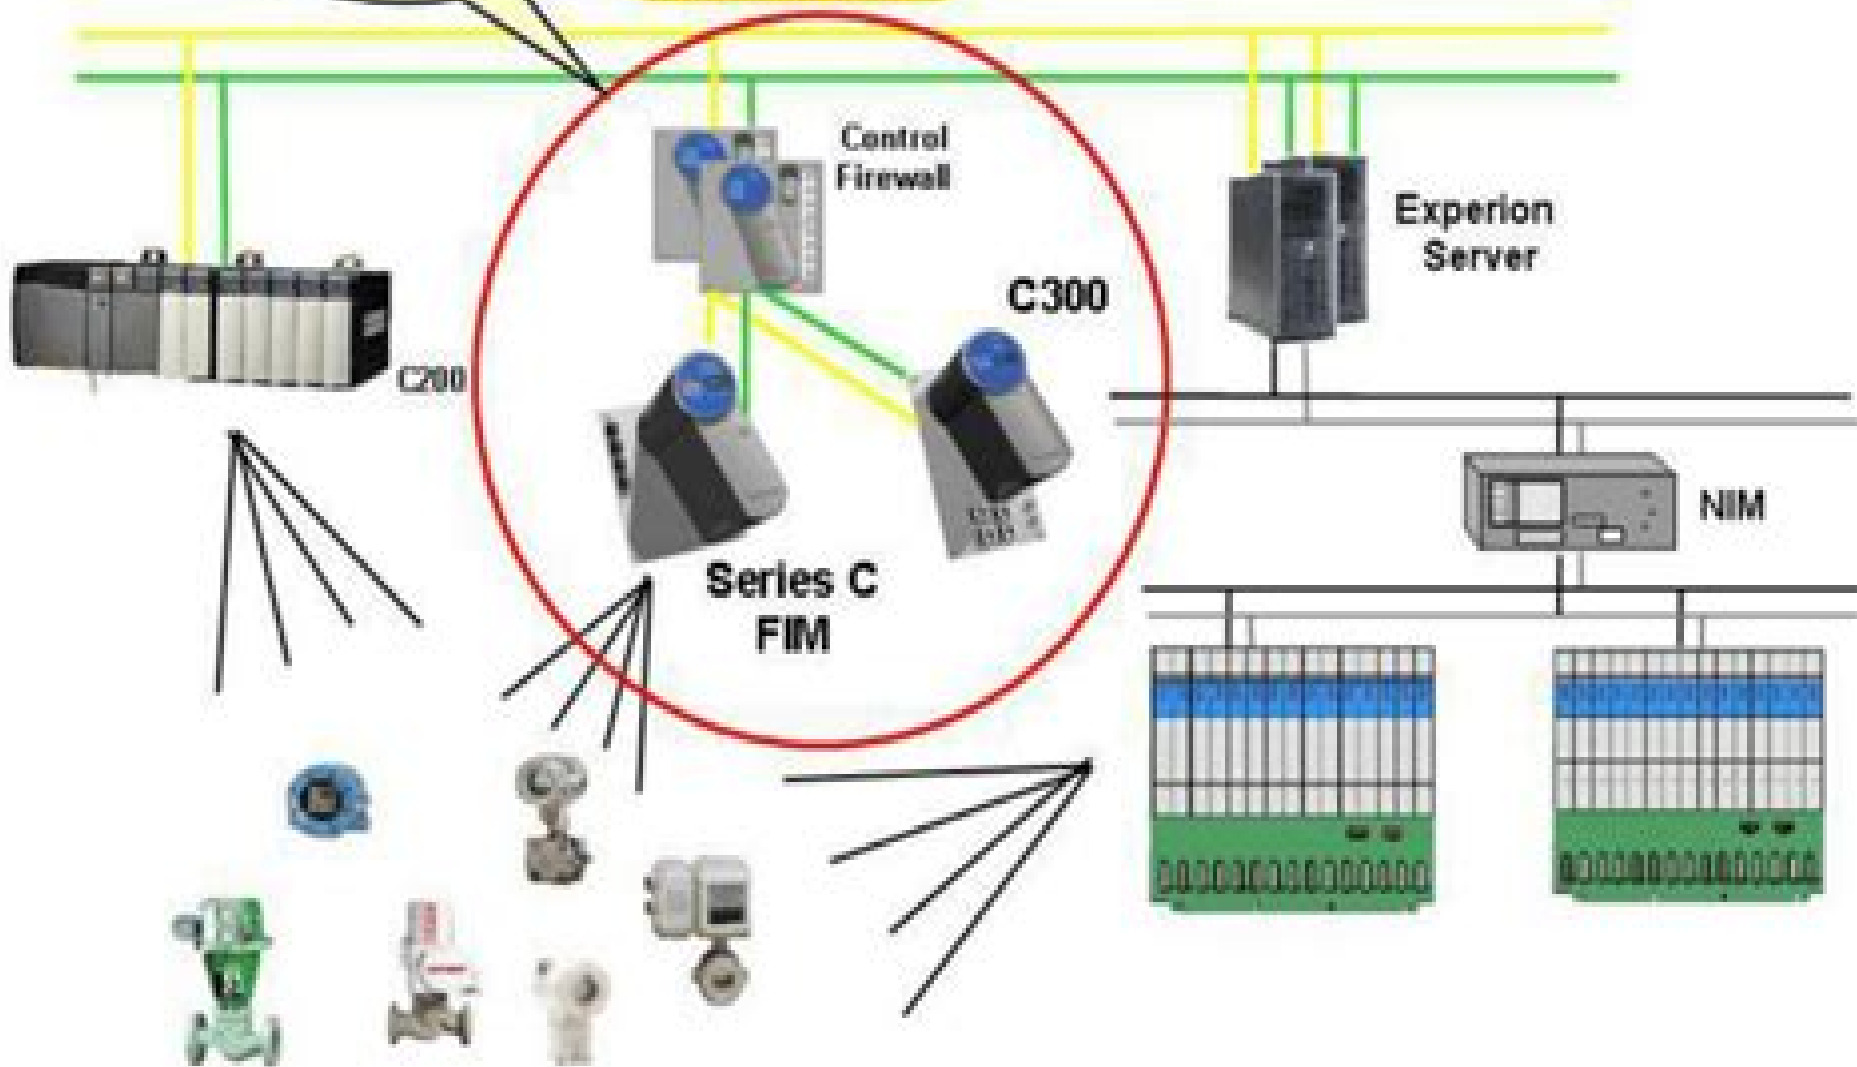 Control
Firewall
Experion
Server
C300
C200
NIM
Series C
FIM